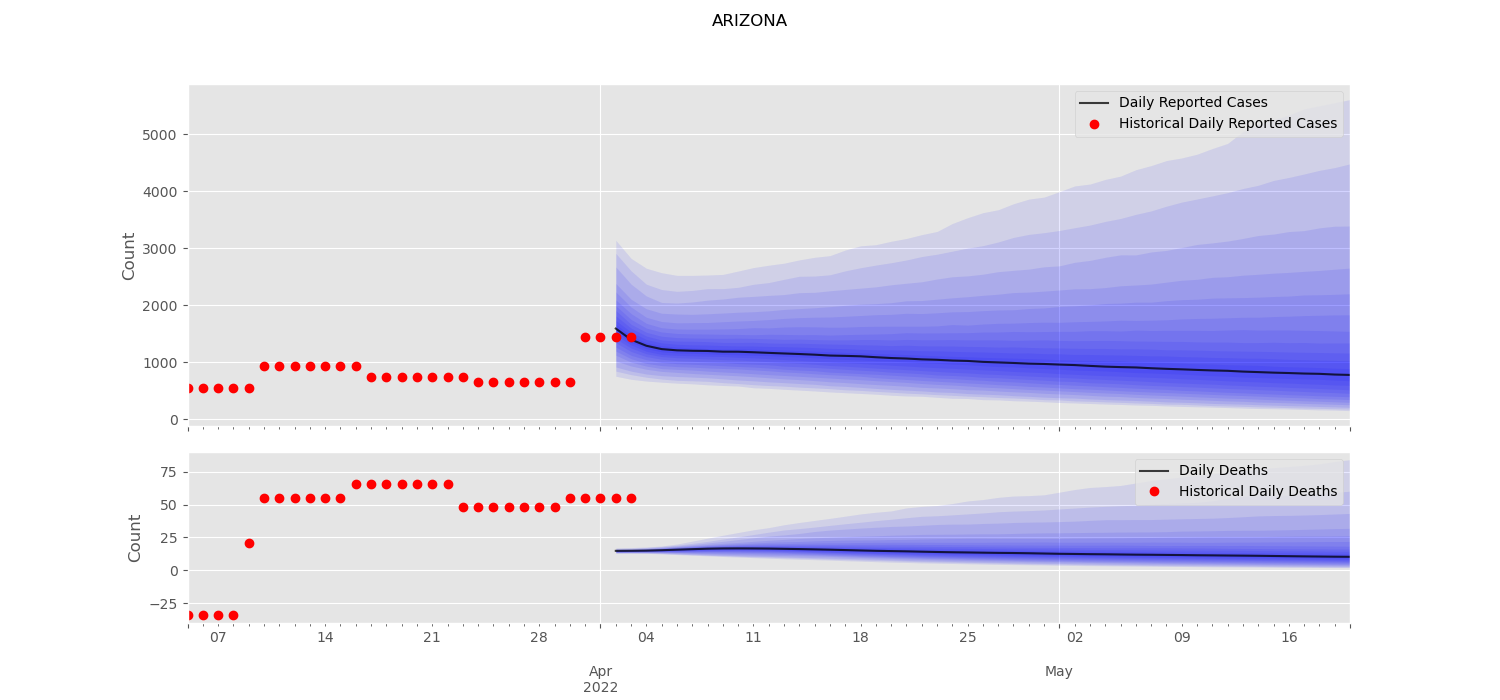 ARIZONA
Daily Reported Cases
Historical Daily Reported Cases
5000
4000
3000
2000
1000
0
Count
Daily Deaths
Historical Daily Deaths
75
50
25
0
−25
Count
07 14 21 28 04 11 18 25 02 09 16
Apr May
2022